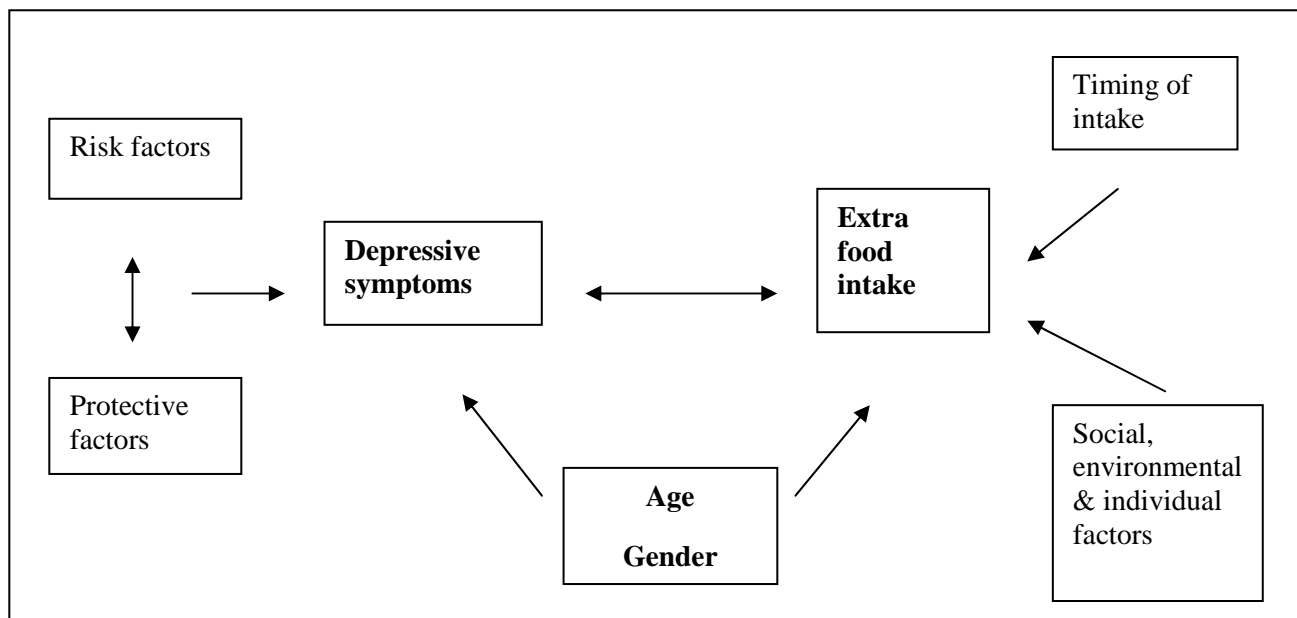 Risk factors
Protective
factors
Depressive
symptoms
Age
Gender
Extra
food
intake
Timing of
intake
Social,
environmental
& individual
factors